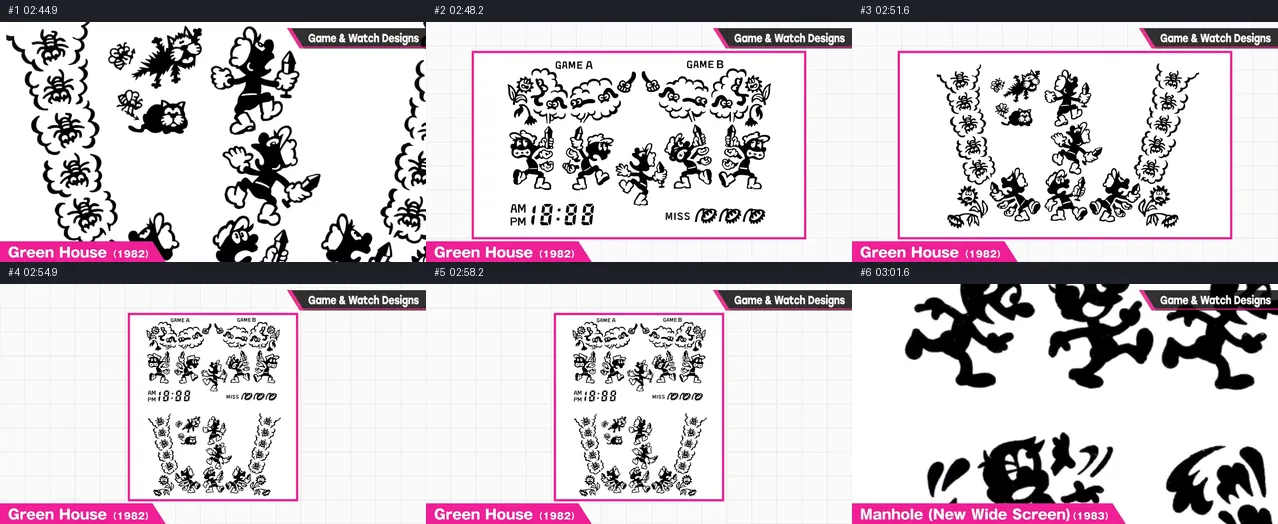 #1 02:44.9
Game & Watch Designs
Green House (1982)
#2 02:48.2
Game & Watch Designs
GAME A
GAME B
AM
PM 18:88
MISS
Green House (1982)
#3 02:51.6
Game & Watch Designs
Green House (1982)
#4 02:54.9
Game & Watch Designs
GAME A
GAME B
AM
PM 18:88
MISS
Green House (1982)
#5 02:58.2
Game & Watch Designs
GAME A
GAME B
AM
PM 18:88
MISS
Green House (1982)
#6 03:01.6
Game & Watch Designs
Manhole (New Wide Screen) (1983)